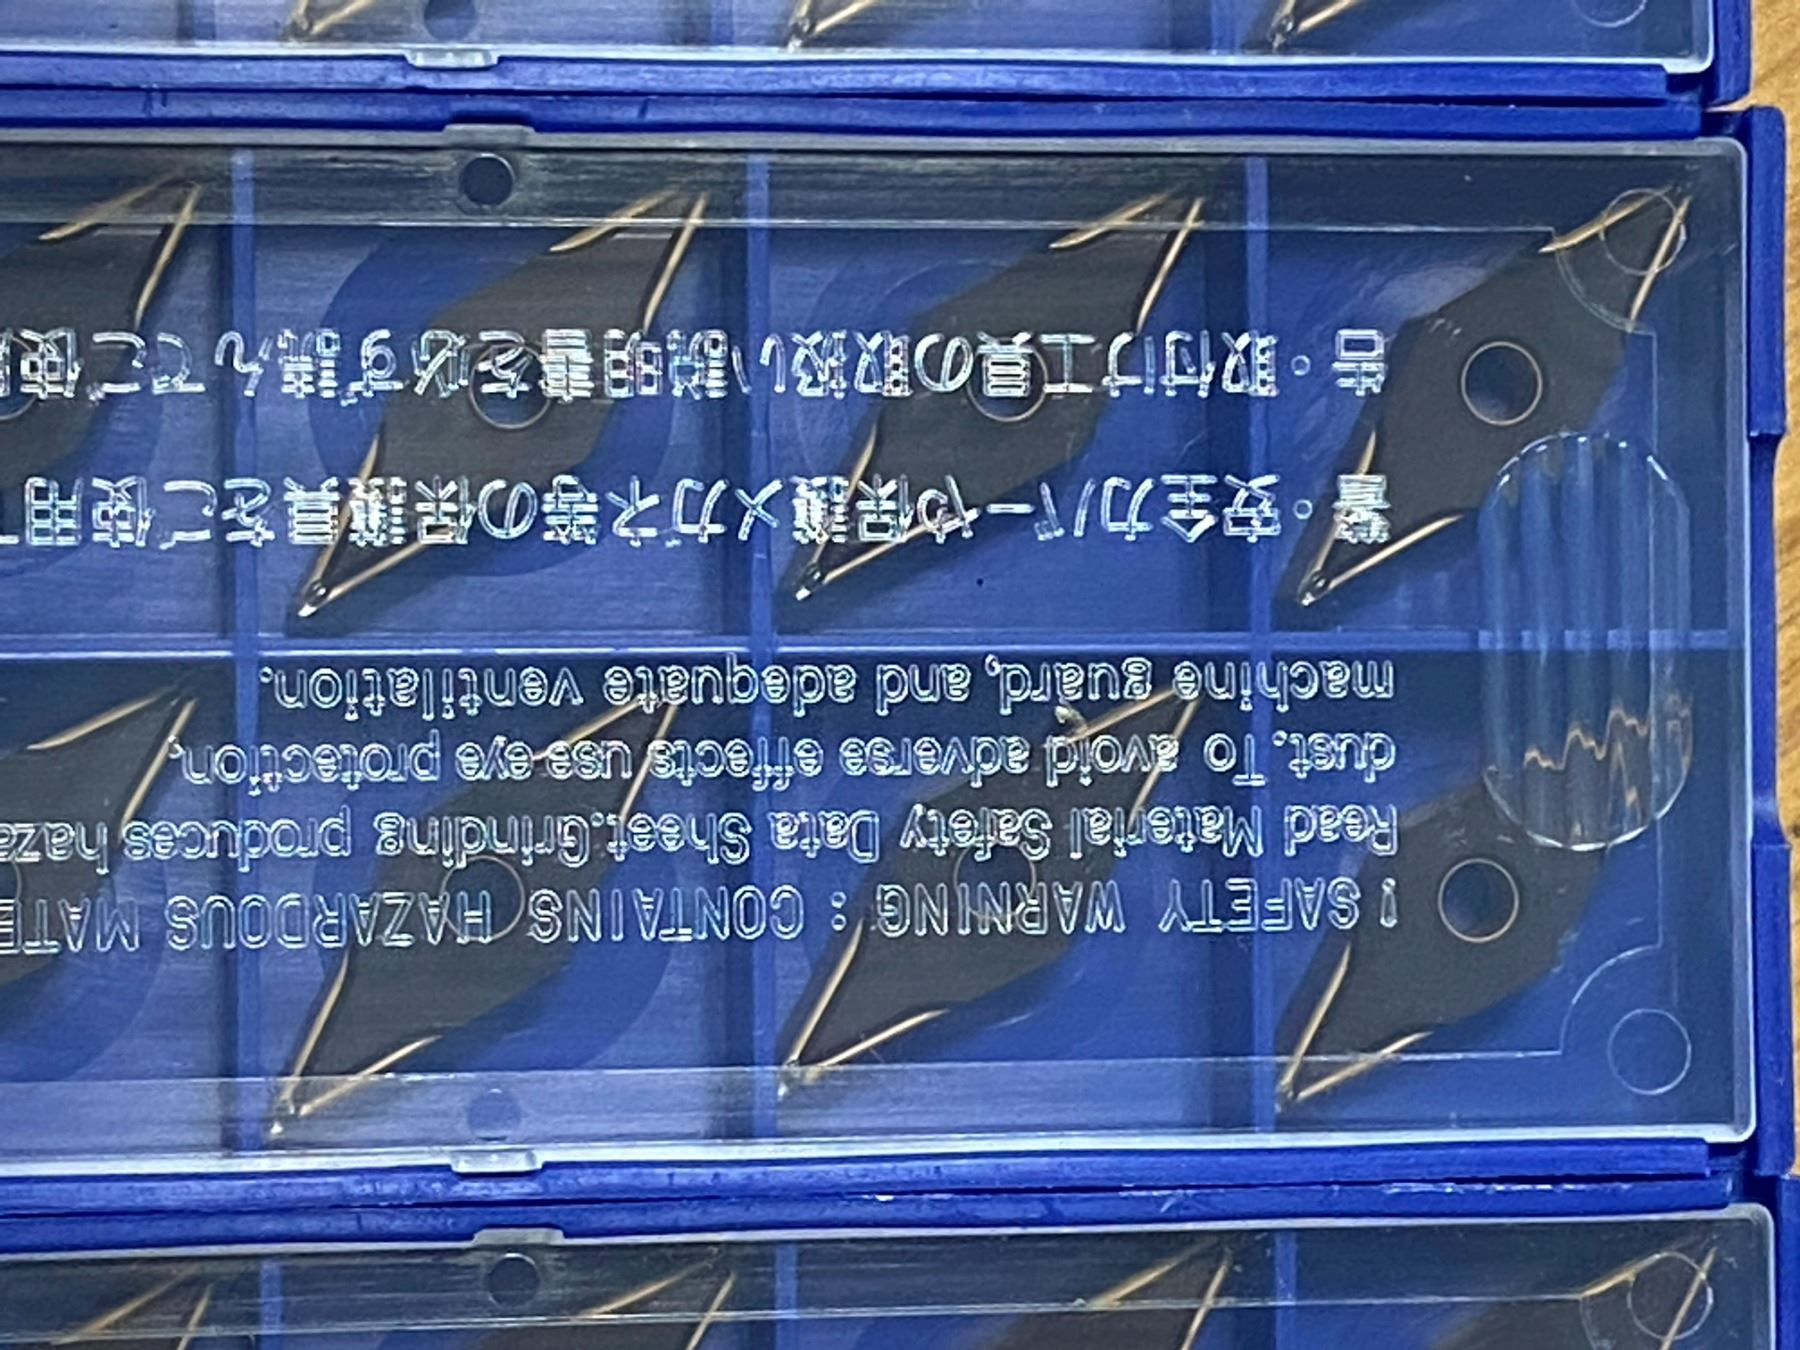 ! SAFETY WARNING : CONTAINS HAZARDOUS MATE
Read Material Safety Data Sheet.Grinding produces haza
dust. To avoid adverse effects use eye protection,
machine guard, and adequate ventilation.
警・安全カバーや保護メガネ等の保護具をご使用
告・取付け工具の取扱い説明書を必ず読んでご使用